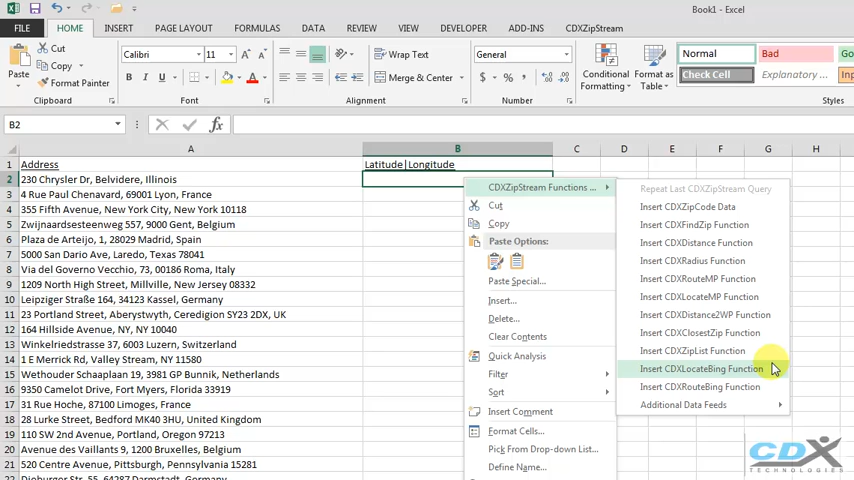 Book1 - Excel
FILE HOME INSERT PAGE LAYOUT FORMULAS DATA REVIEW VIEW DEVELOPER ADD-INS CDXZipStream
Cut
Copy
Format Painter
Paste
Clipboard
Calibri 11
B I U
Font
Wrap Text
Merge & Center
Alignment
General
$ % ,
Number
Conditional Formatting
Format as Table
Normal Bad Go
Check Cell Explanatory ... Inp
Styles
B2
A B C D E F G H
1 Address Latitude|Longitude
2 230 Chrysler Dr, Belvidere, Illinois
3 4 Rue Paul Chenavard, 69001 Lyon, France
4 355 Fifth Avenue, New York City, New York 10118
5 Zwijnaardsesteenweg 557, 9000 Gent, Belgium
6 Plaza de Arteijo, 1, 28029 Madrid, Spain
7 5000 San Dario Ave, Laredo, Texas
8 Via del Governo Vecchio, 73, 00186 Roma, Italy
9 1209 North High Street, Millville, New Jersey 08332
10 Leipziger Straße 164, 34123 Kassel, Germany
11 23 Portland Street, Aberystwyth, Ceredigion SY23 2DX, UK
12 164 Hillside Avenue, NY, NY 10040
13 Winkelriedstrasse 37, 6003 Luzern, Switzerland
14 1 E Merrick Rd, Valley Stream, NY 11580
15 Wethouder Schaaplaan 19, 3981 GP Bunnik, Netherlands
16 9350 Camelot Drive, Fort Myers, Florida 33919
17 31 Rue Hoche, 87100 Limoges, France
18 28 Lurke Street, Bedford MK40 3HU, United Kingdom
19 110 SW 2nd Avenue, Portland, Oregon 97213
20 Avenue des Vaillants 9, 1200 Bruxelles, Belgium
21 520 Centre Avenue, Pittsburgh, Pennsylvania 15281
CDXZipStream Functions ...
Cut
Copy
Paste Options:
Paste Special...
Insert...
Delete...
Clear Contents
Quick Analysis
Filter
Sort
Insert Comment
Format Cells...
Pick From Drop-down List...
Define Name...
Repeat Last CDXZipStream Query
Insert CDXZipCode Data
Insert CDXFindZip Function
Insert CDXDistance Function
Insert CDXRadius Function
Insert CDXRouteMP Function
Insert CDXLocateMP Function
Insert CDXDistance2WP Function
Insert CDXClosestZip Function
Insert CDXZipList Function
Insert CDXLocateBing Function
Insert CDXRouteBing Function
Additional Data Feeds
CDX
TECHNOLOGIES